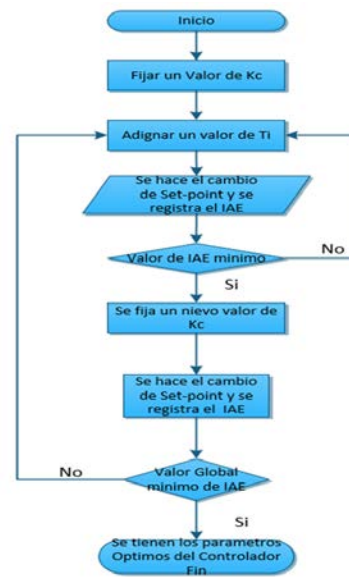 Inicio
Fijar un Valor de Kc
Adignar un valor de Ti
Se hace el cambio
de Set-point y se
registra el IAE
Valor de IAE minimo
No
Si
Se fija un nievo valor de
Kc
Se hace el cambio
de Set-point y se
registra el IAE
No
Valor Global
minimo de IAE
Si
Se tienen los parametros
Optimos del Controlador
Fin